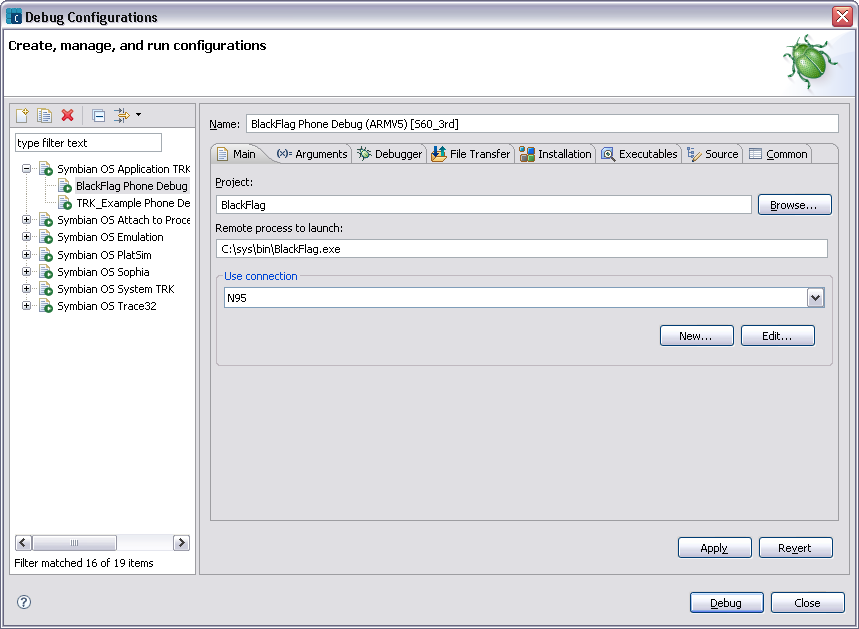 Debug Configurations
Create, manage, and run configurations
type filter text
Symbian OS Application TRK
BlackFlag Phone Debug
TRK_Example Phone De
Symbian OS Attach to Proce
Symbian OS Emulation
Symbian OS PlatSim
Symbian OS Sophia
Symbian OS System TRK
Symbian OS Trace32
Filter matched 16 of 19 items
Name: BlackFlag Phone Debug (ARMV5) [S60_3rd]
Main (x)= Arguments Debugger File Transfer Installation Executables Source Common
Project:
BlackFlag Browse...
Remote process to launch:
C:\sys\bin\BlackFlag.exe
Use connection
N95
New... Edit...
Apply Revert
Debug Close